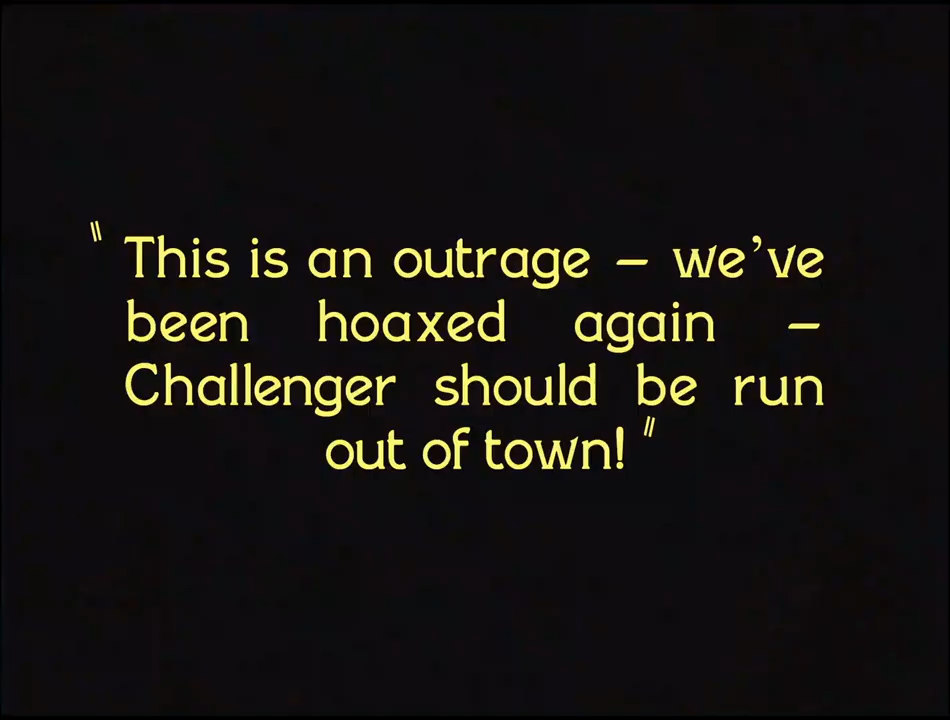 " This is an outrage – we've
been hoaxed again –
Challenger should be run
out of town! "